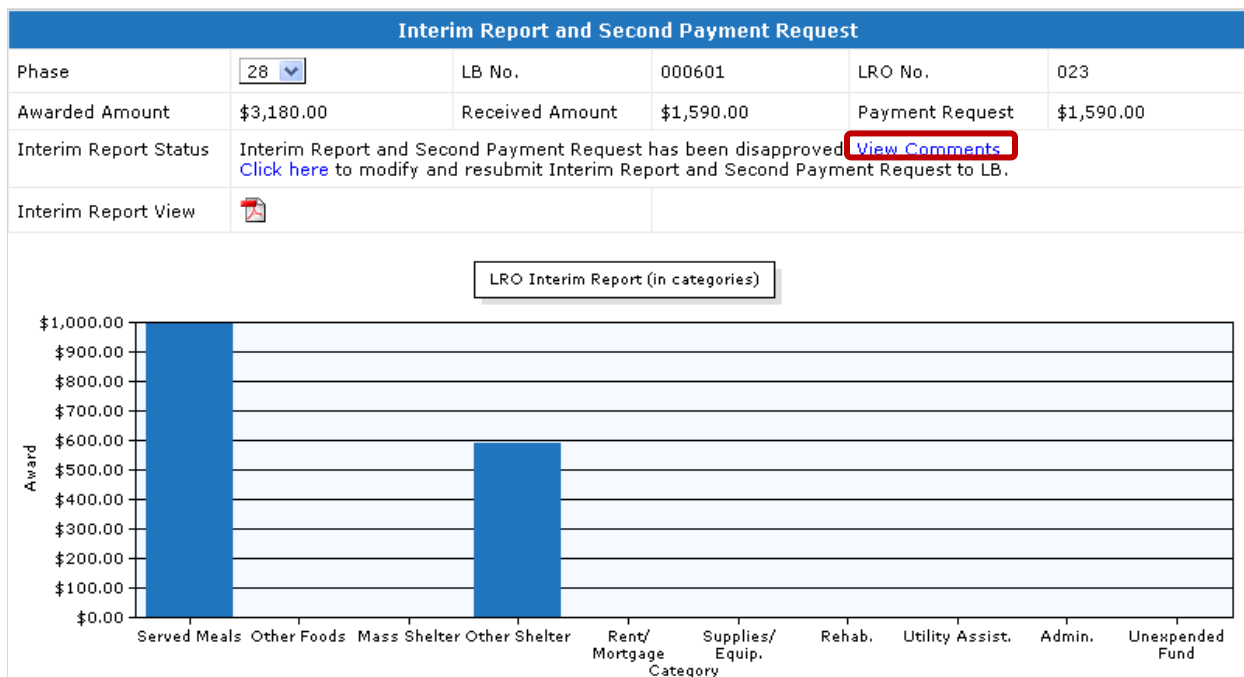 Interim Report and Second Payment Request
Phase 28 LB No. 000601 LRO No. 023
Awarded Amount $3,180.00 Received Amount $1,590.00 Payment Request $1,590.00
Interim Report Status Interim Report and Second Payment Request has been disapproved View Comments
Click here to modify and resubmit Interim Report and Second Payment Request to LB.
Interim Report View
LRO Interim Report (in categories)
$1,000.00
$900.00
$800.00
$700.00
$600.00
$500.00
$400.00
$300.00
$200.00
$100.00
$0.00
Award
Served Meals Other Foods Mass Shelter Other Shelter Rent/ Supplies/ Rehab. Utility Assist. Admin. Unexpended
Mortgage Equip. Fund
Category